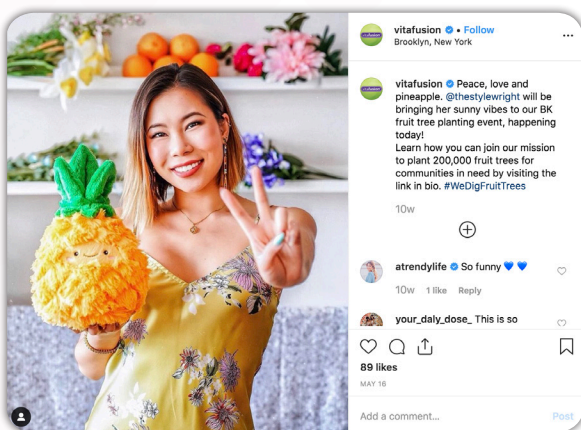 vitafusion • Follow
Brooklyn, New York
vitafusion Peace, love and
pineapple. @thestylewright will be
bringing her sunny vibes to our BK
fruit tree planting event, happening
today!
Learn how you can join our mission
to plant 200,000 fruit trees for
communities in need by visiting the
link in bio. #WeDigFruitTrees
10w
atrendylife So funny 💙 💙
10w 1 like Reply
your_daly_dose_ This is so
89 likes
MAY 16
Add a comment... Post